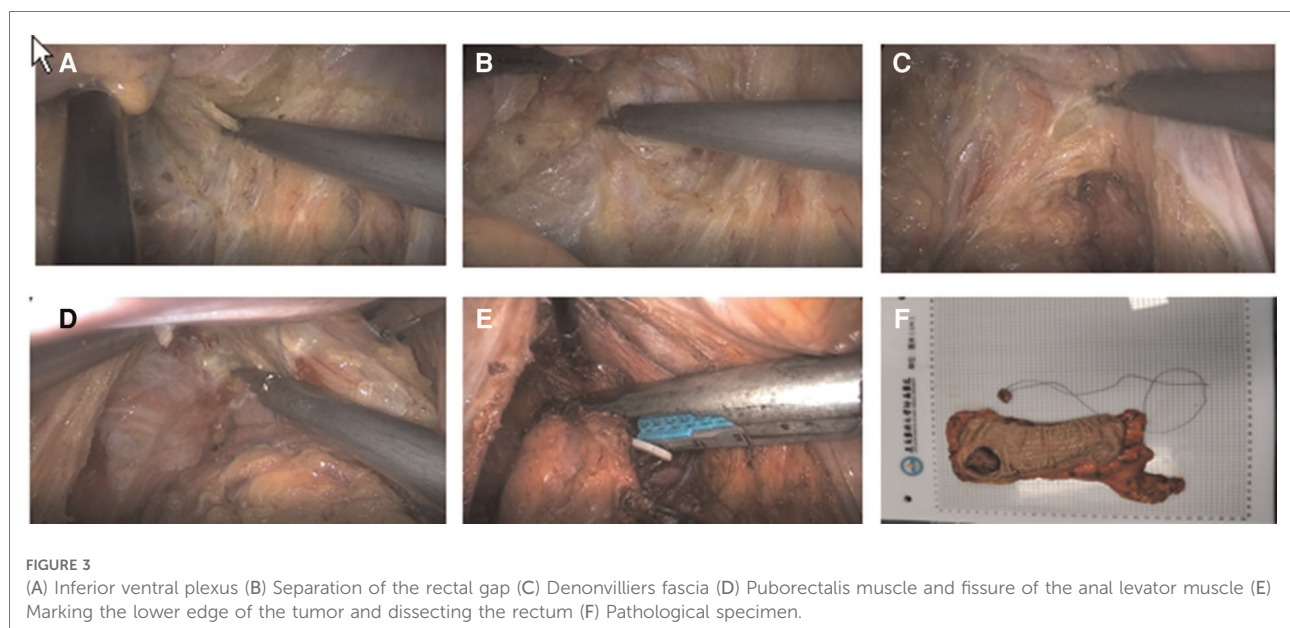 A
B
C
D
E
F
FIGURE 3
(A) Inferior ventral plexus (B) Separation of the rectal gap (C) Denonvilliers fascia (D) Puborectalis muscle and fissure of the anal levator muscle (E)
Marking the lower edge of the tumor and dissecting the rectum (F) Pathological specimen.